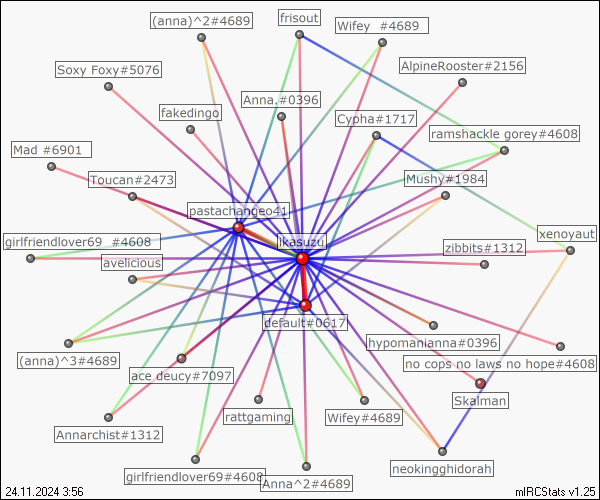 (anna)^2#4689
frisout
Wifey #4689
AlpineRooster#2156
Soxy Foxy#5076
Anna.#0396
fakedingo
Cypha#1717
ramshackle gorey#4608
Mad #6901
Toucan#2473
Mushy#1984
pastachangeo41
xenoyaut
girlfriendlover69 #4608
ikasuzu
zibbits#1312
avelicious
default#0617
hypomanianna#0396
(anna)^3#4689
no cops no laws no hope#4608
ace deucy#7097
Skalman
rattgaming
Wifey#4689
Annarchist#1312
neokingghidorah
girlfriendlover69#4608
Anna^2#4689
24.11.2024 3:56
mIRCStats v1.25